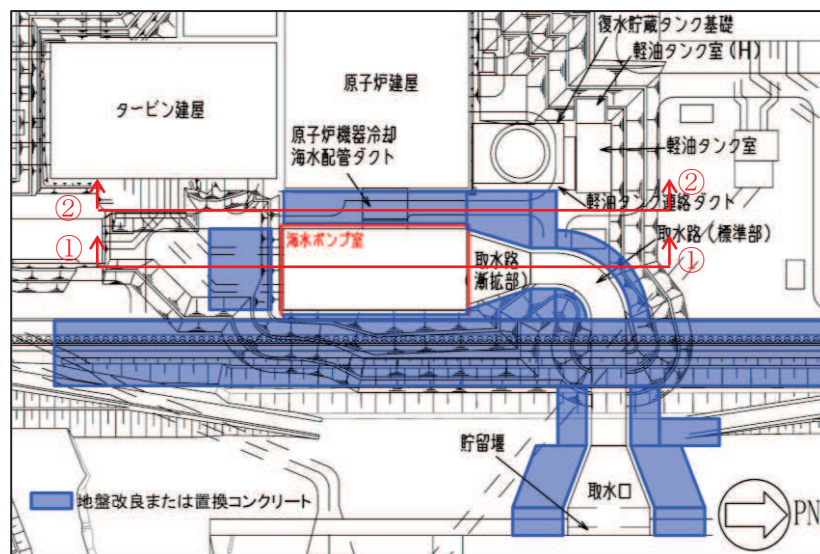 復水貯蔵タンク基礎
軽油タンク室(H)
原子炉建屋
タービン建屋
原子炉機器冷却
海水配管ダクト
軽油タンク室
②
②
軽油タンク連絡ダクト
取水路(標準部)
①
①
海水ポンプ室
取水路
(漸拡部)
貯留堰
取水口
地盤改良または置換コンクリート
PN